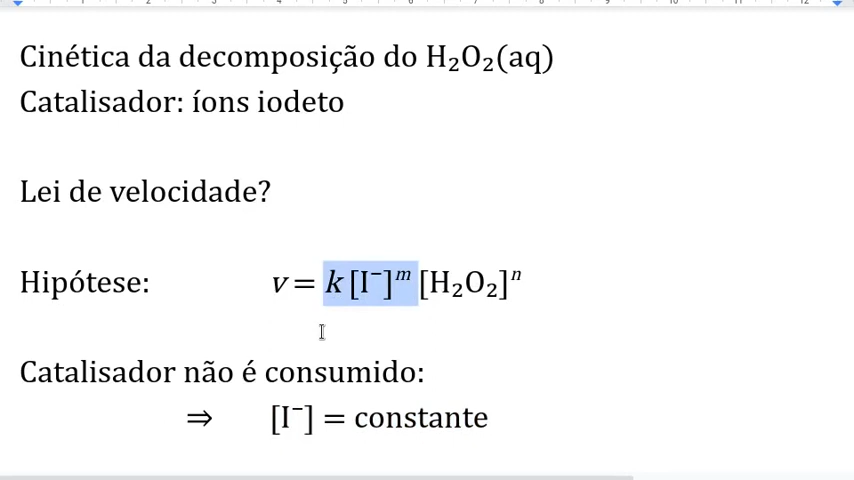 Cinética da decomposição do H₂O₂(aq)
Catalisador: íons iodeto
Lei de velocidade?
Hipótese: v = k [I⁻]ᵐ [H₂O₂]ⁿ
Catalisador não é consumido:
⇒ [I⁻] = constante